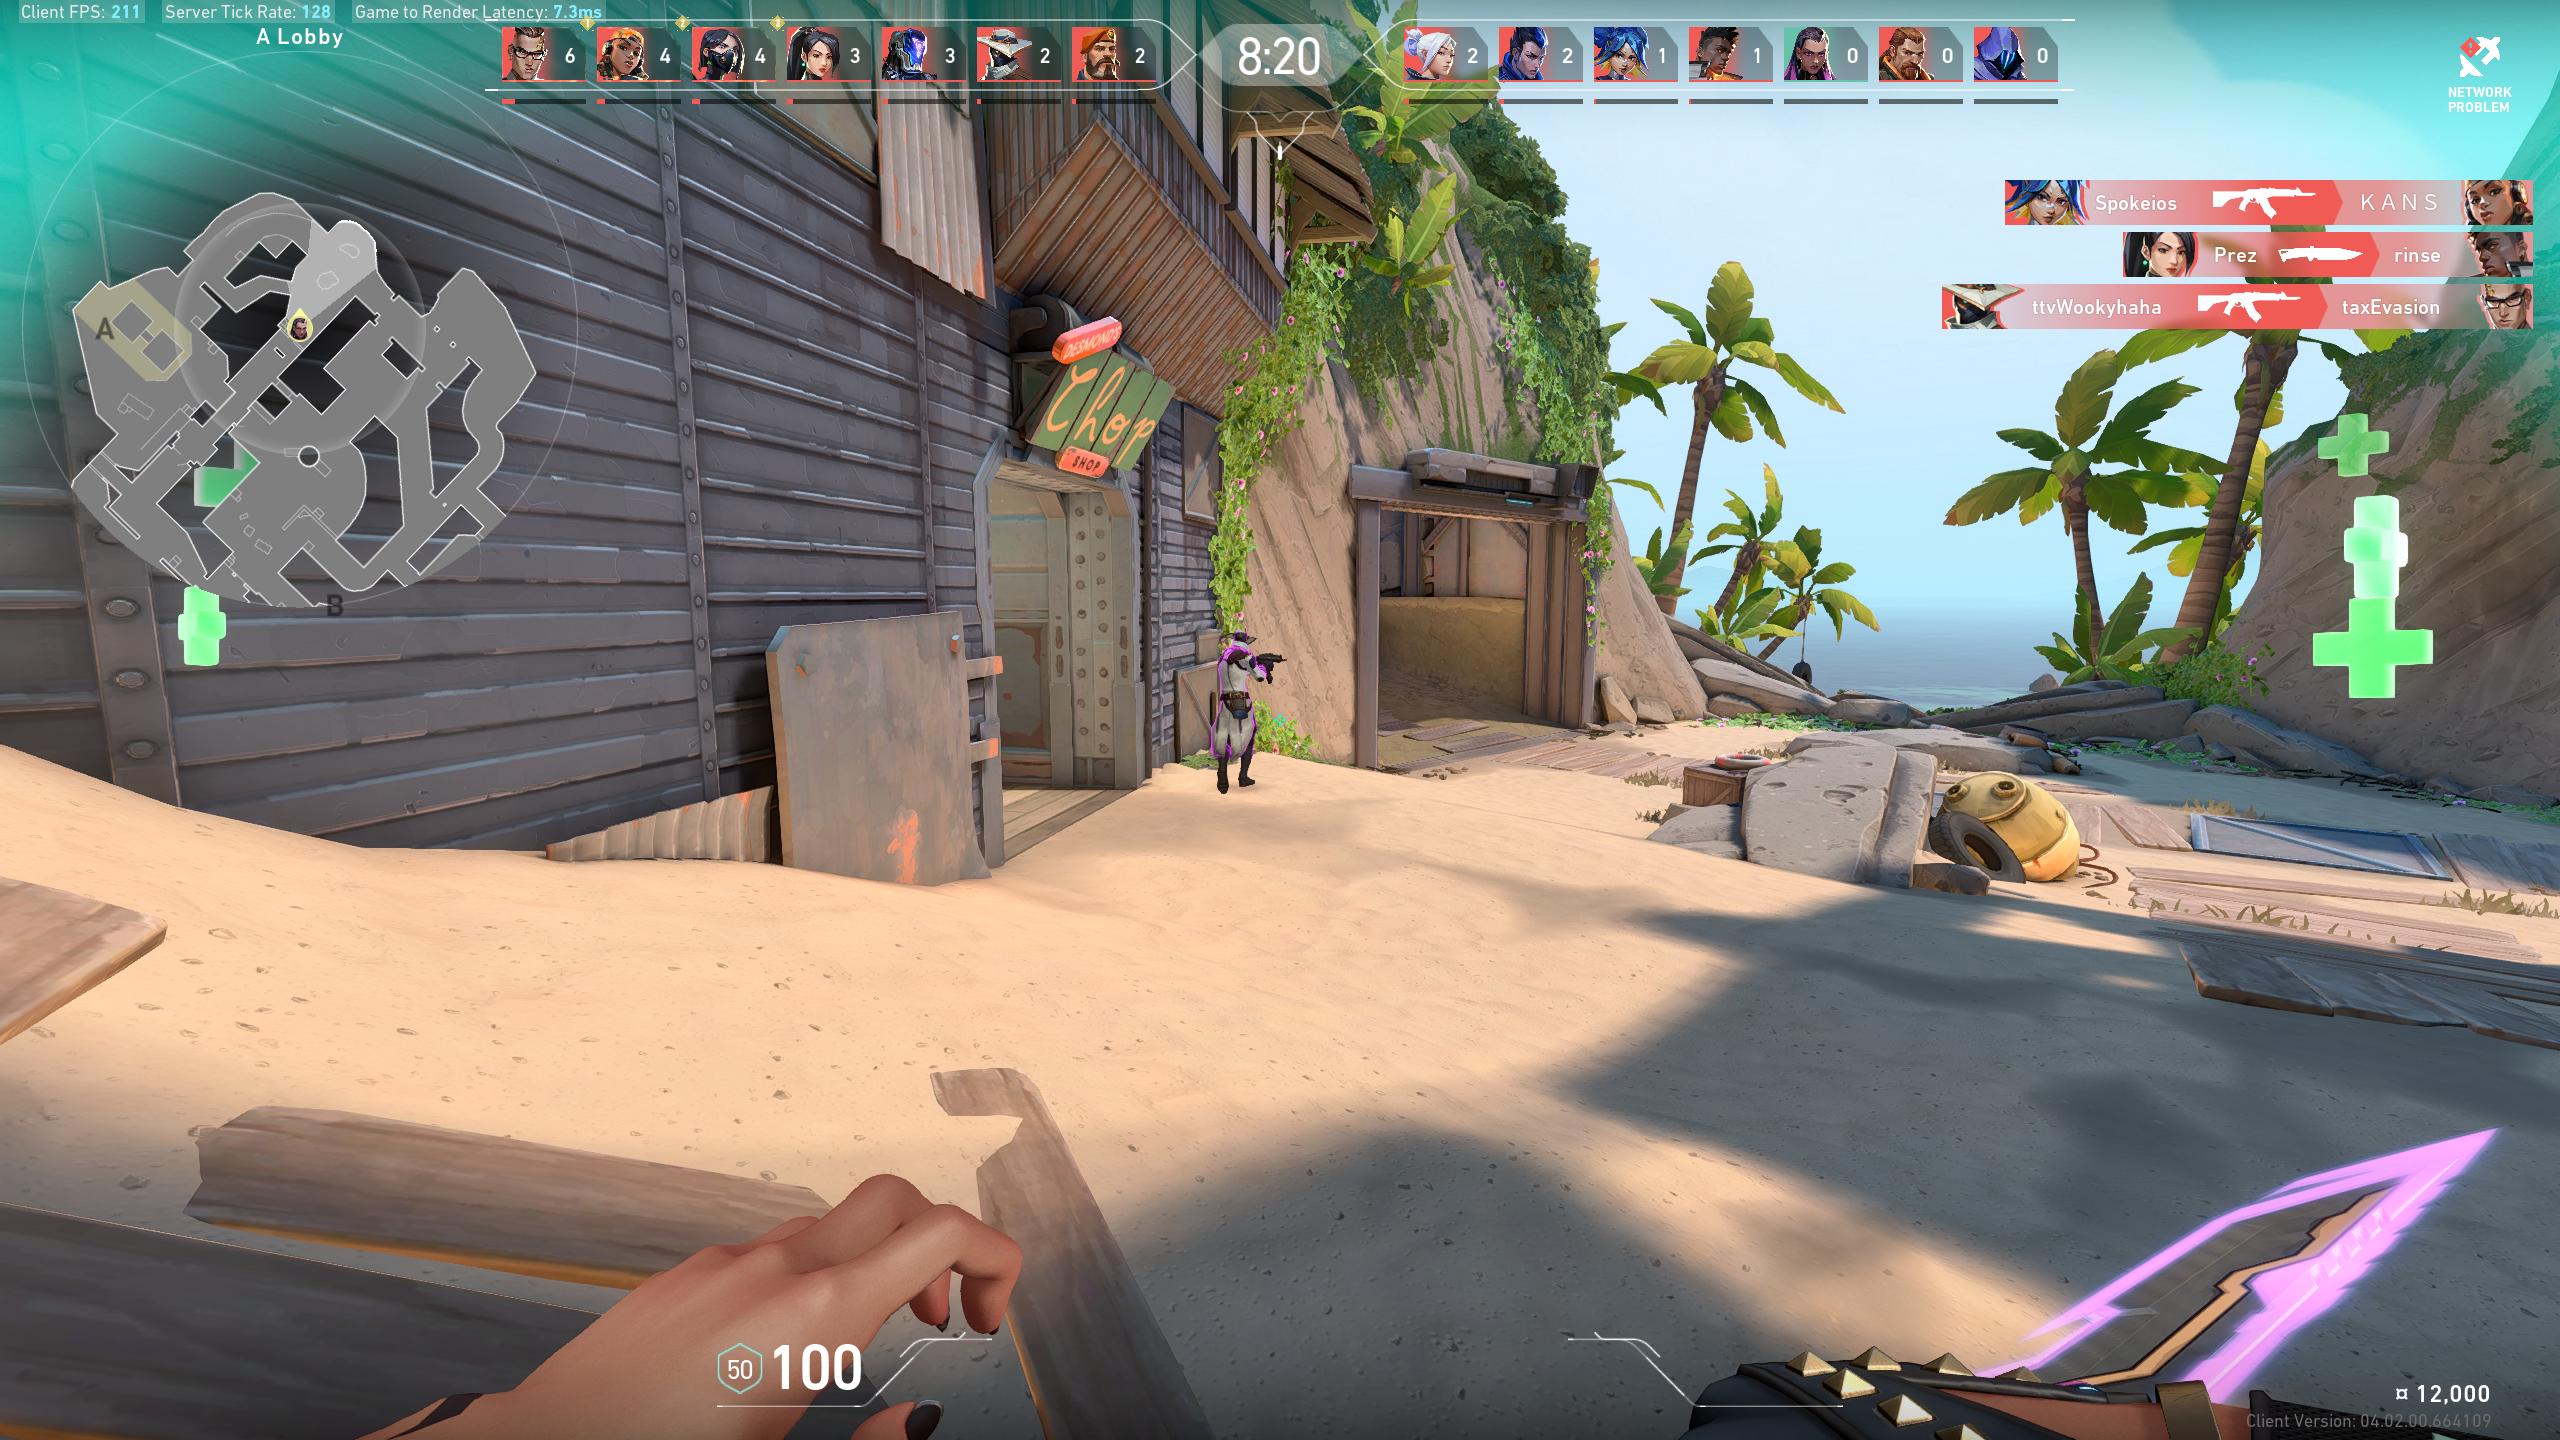 Client FPS: 211 Server Tick Rate: 128 Game to Render Latency: 7.3ms
A Lobby
6 4 4 3 3 2 2
8:20
2 2 1 1 0 0 0
NETWORK
PROBLEM
Spokeios KANS
Prez rinse
ttvWookyhaha taxEvasion
A
B
DESMOND'S
Chop
SHOP
50 100
¤ 12,000
Client Version: 04.02.00.664109